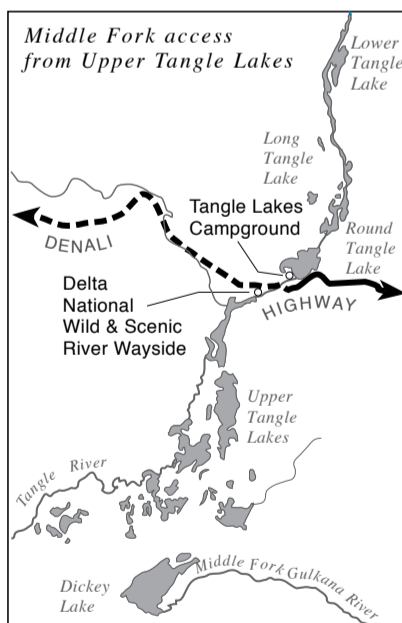 Middle Fork access
from Upper Tangle Lakes
Lower
Tangle
Lake
Long
Tangle
Lake
Tangle Lakes
Campground
Round
Tangle
Lake
DENALI
HIGHWAY
Delta
National
Wild & Scenic
River Wayside
Upper
Tangle
Lakes
Tangle River
Dickey
Lake
Middle Fork Gulkana River